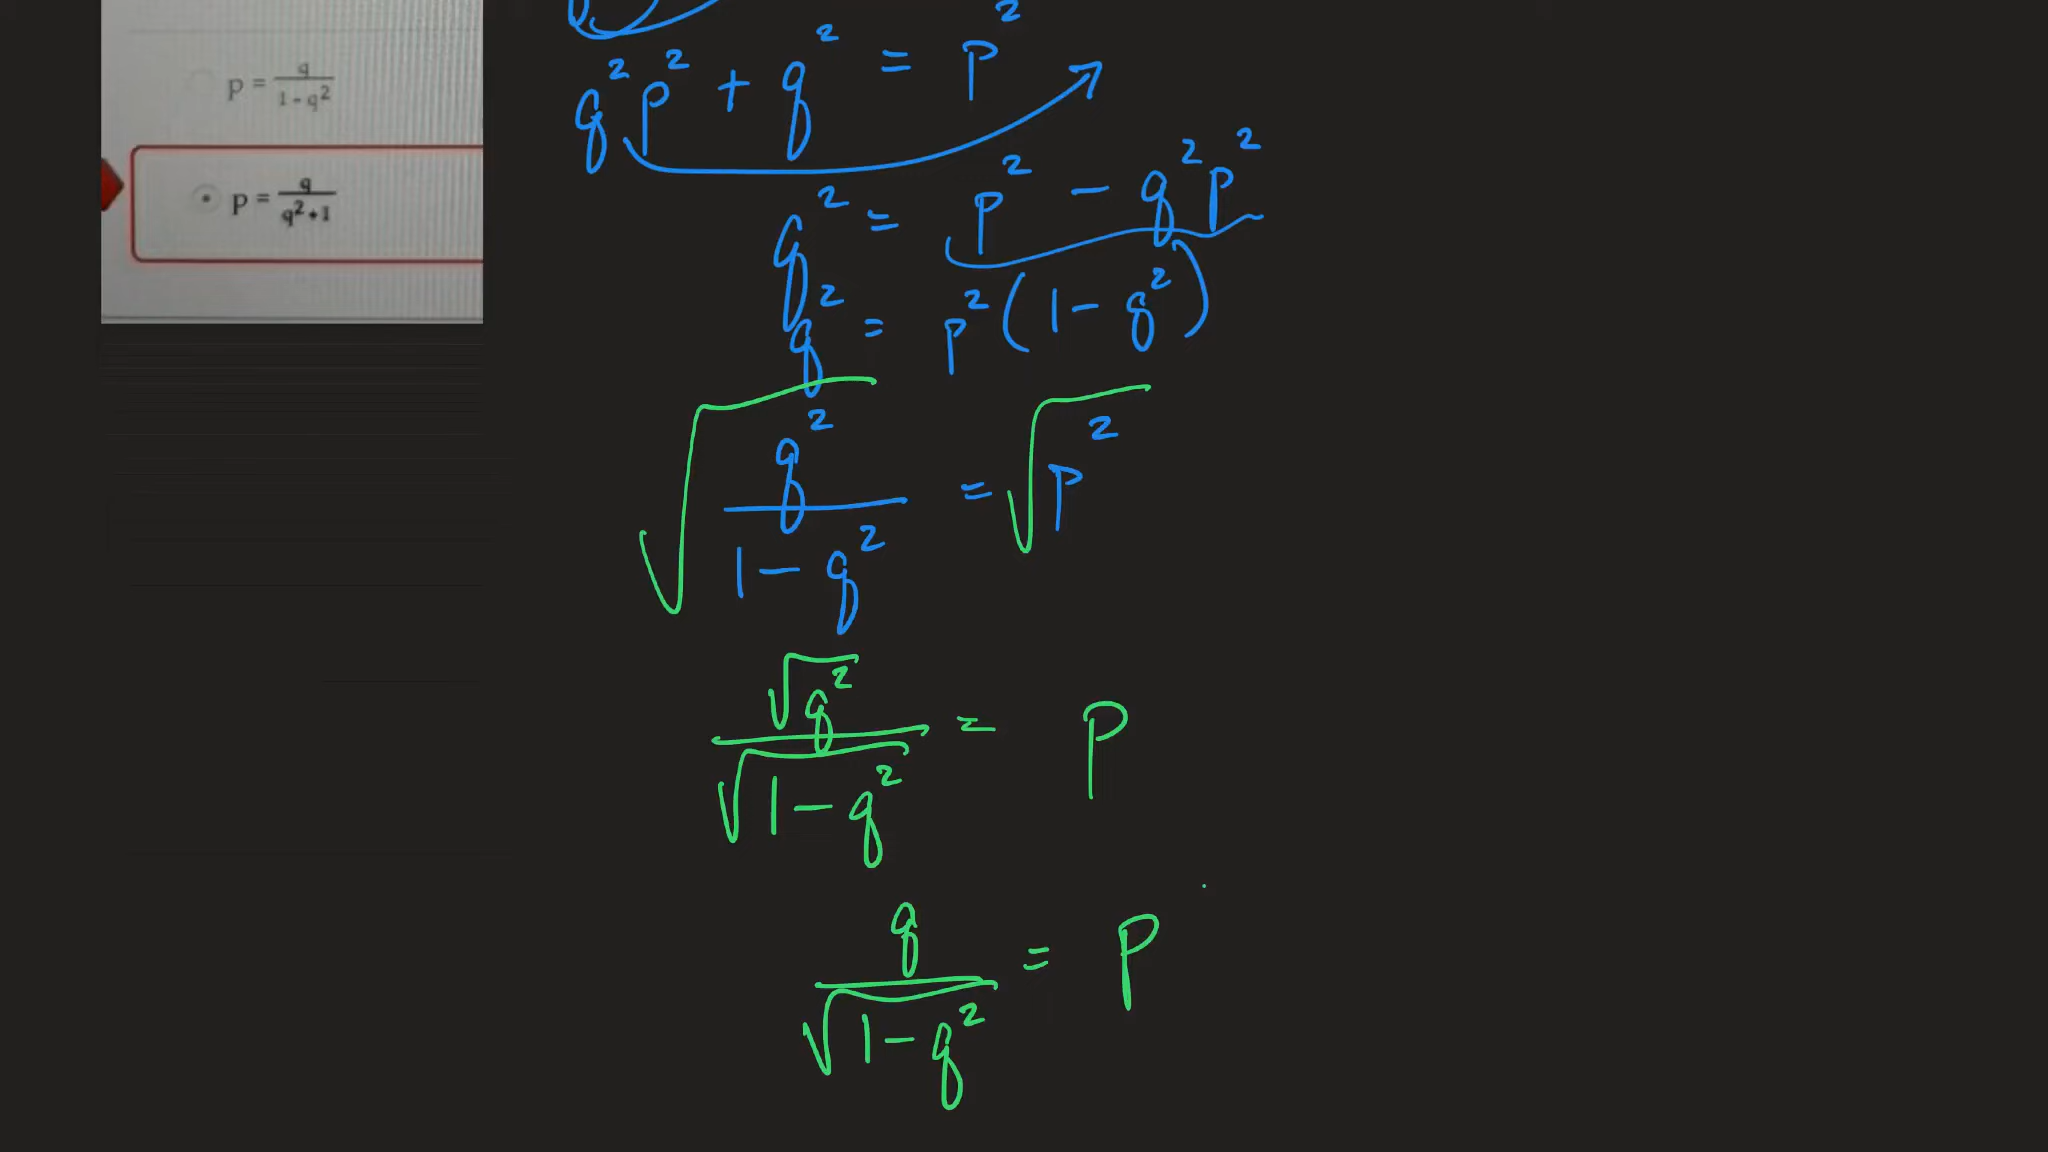 p = q/(1 - q²)
p = q/(q² + 1)
q²p² + q² = p²
q² = p² - q²p²
q² = p²(1 - q²)
√(q²/(1 - q²)) = √p²
√q²/√(1 - q²) = p
q/√(1 - q²) = p